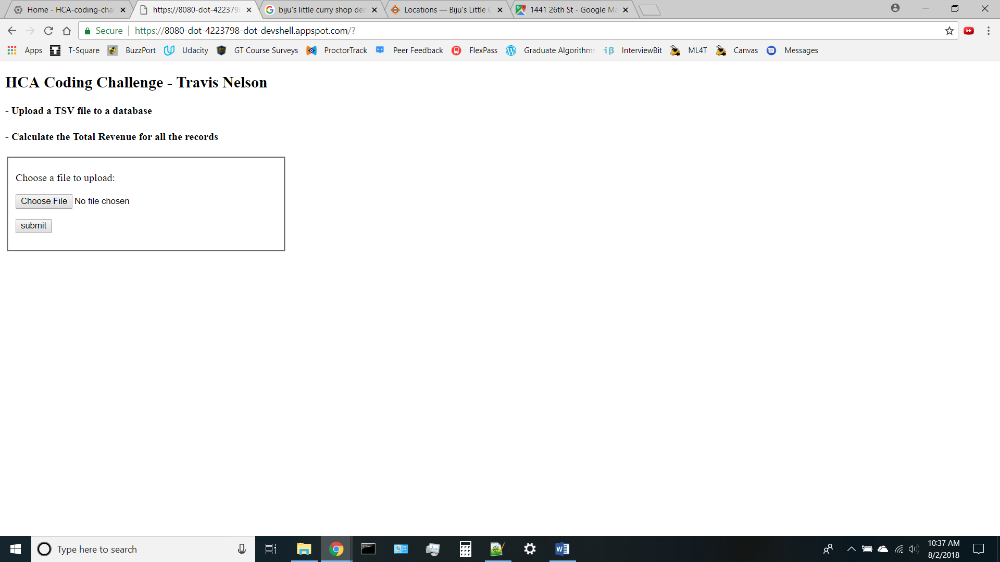 Home - HCA-coding-chal
https://8080-dot-4223798
biju's little curry shop der
Locations — Biju's Little C
1441 26th St - Google Ma
Secure
https://8080-dot-4223798-dot-devshell.appspot.com/?
Apps
T-Square
BuzzPort
Udacity
GT Course Surveys
ProctorTrack
Peer Feedback
FlexPass
Graduate Algorithms
iβ InterviewBit
ML4T
Canvas
Messages
HCA Coding Challenge - Travis Nelson
- Upload a TSV file to a database
- Calculate the Total Revenue for all the records
Choose a file to upload:
Choose File No file chosen
submit
Type here to search
10:37 AM
8/2/2018